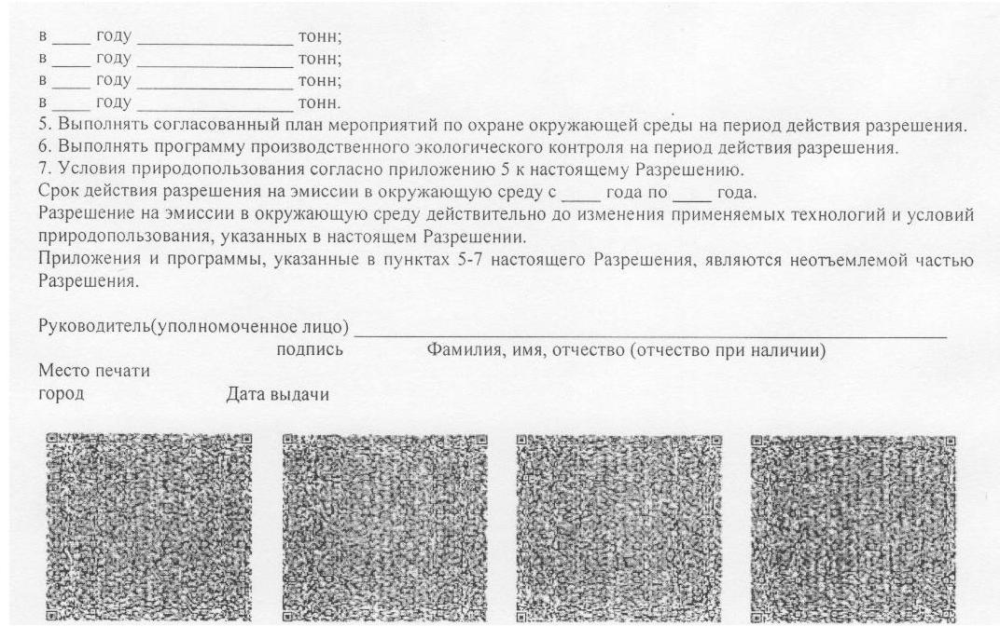 в ____ году ________________ тонн;
в ____ году ________________ тонн;
в ____ году ________________ тонн;
в ____ году ________________ тонн.
5. Выполнять согласованный план мероприятий по охране окружающей среды на период действия разрешения.
6. Выполнять программу производственного экологического контроля на период действия разрешения.
7. Условия природопользования согласно приложению 5 к настоящему Разрешению.
Срок действия разрешения на эмиссии в окружающую среду с ____ года по ____ года.
Разрешение на эмиссии в окружающую среду действительно до изменения применяемых технологий и условий
природопользования, указанных в настоящем Разрешении.
Приложения и программы, указанные в пунктах 5-7 настоящего Разрешения, являются неотъемлемой частью
Разрешения.
Руководитель(уполномоченное лицо) ________________________________
подпись Фамилия, имя, отчество (отчество при наличии)
Место печати
город Дата выдачи